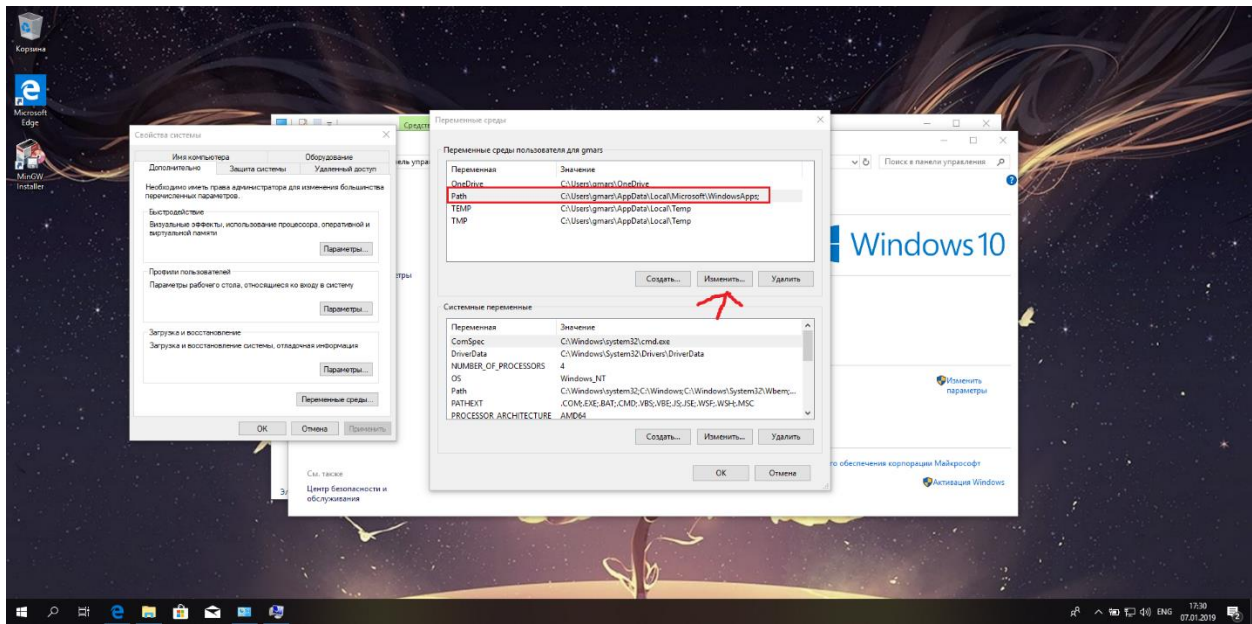 Корзина
Microsoft
Edge
MinGW
Installer
Свойства системы
Имя компьютера
Оборудование
Дополнительно
Защита системы
Удаленный доступ
Необходимо иметь права администратора для изменения большинства
перечисленных параметров.
Быстродействие
Визуальные эффекты, использование процессора, оперативной и
виртуальной памяти
Параметры...
Профили пользователей
Параметры рабочего стола, относящиеся ко входу в систему
Параметры...
Загрузка и восстановление
Загрузка и восстановление системы, отладочная информация
Параметры...
Переменные среды...
ОК Отмена Применить
Переменные среды
Переменные среды пользователя для gmars
Переменная Значение
OneDrive C:\Users\gmars\OneDrive
Path C:\Users\gmars\AppData\Local\Microsoft\WindowsApps;
TEMP C:\Users\gmars\AppData\Local\Temp
TMP C:\Users\gmars\AppData\Local\Temp
Создать... Изменить... Удалить
Системные переменные
Переменная Значение
ComSpec C:\Windows\system32\cmd.exe
DriverData C:\Windows\System32\Drivers\DriverData
NUMBER_OF_PROCESSORS 4
OS Windows_NT
Path C:\Windows\system32;C:\Windows;C:\Windows\System32\Wbem;...
PATHEXT .COM;.EXE;.BAT;.CMD;.VBS;.VBE;.JS;.JSE;.WSF;.WSH;.MSC
PROCESSOR_ARCHITECTURE AMD64
Создать... Изменить... Удалить
ОК Отмена
Поиск в панели управления
Windows 10
Изменить
параметры
го обеспечения корпорации Майкрософт
Активация Windows
См. также
Центр безопасности и
обслуживания
ENG
17:30
07.01.2019